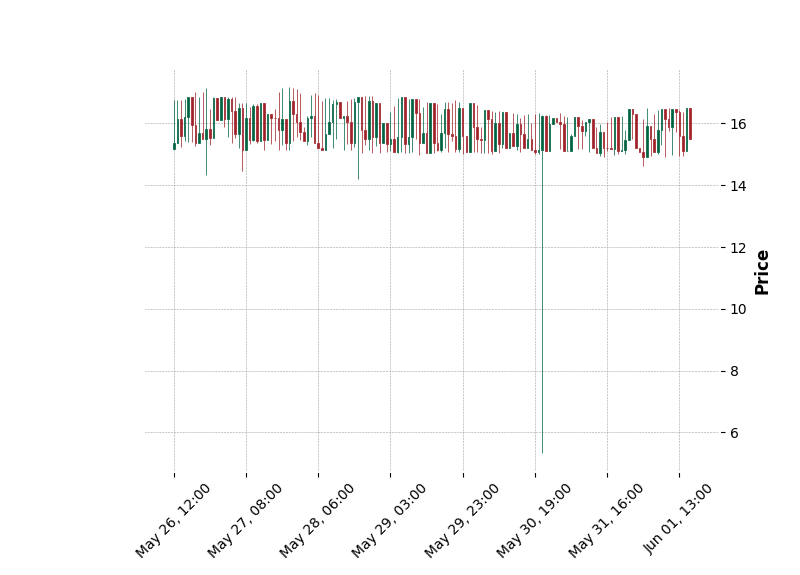 16
14
12
10
8
6
Price
May 26, 12:00
May 27, 08:00
May 28, 06:00
May 29, 03:00
May 29, 23:00
May 30, 19:00
May 31, 16:00
Jun 01, 13:00